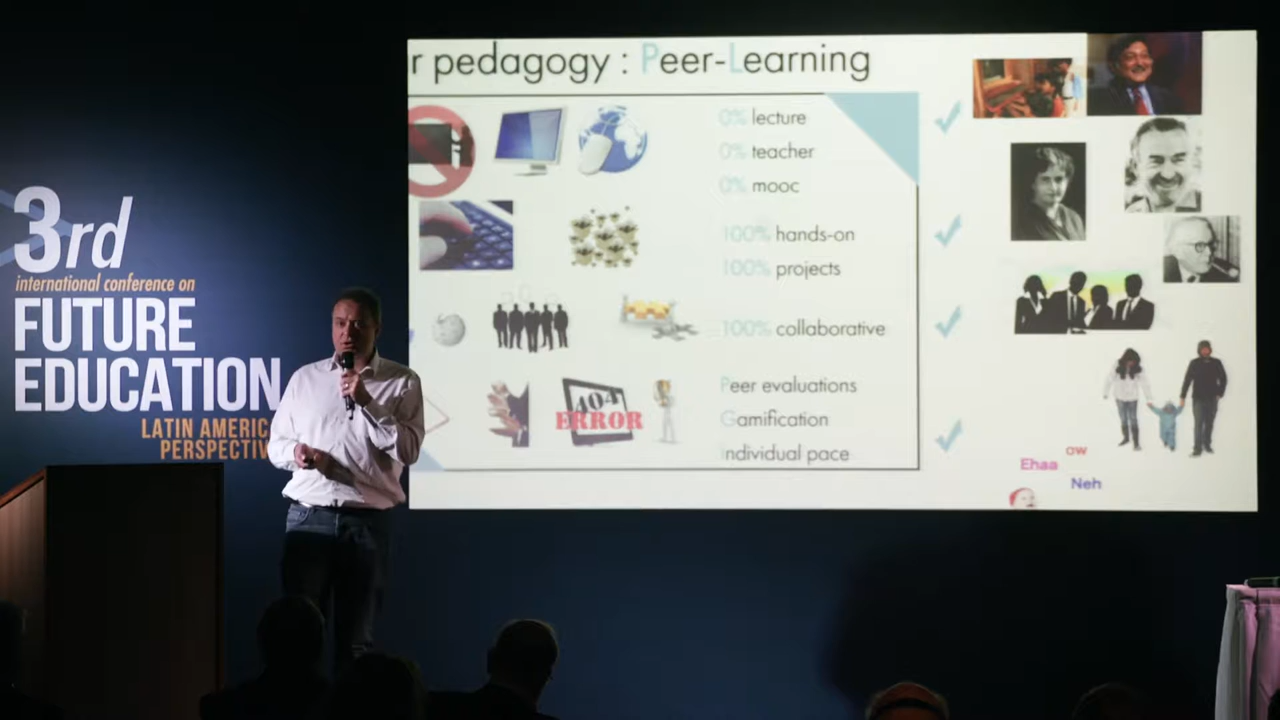 3rd
international conference on
FUTURE
EDUCATION
LATIN AMERIC
PERSPECTIV
r pedagogy : Peer-Learning
0% lecture
0% teacher
0% mooc
100% hands-on
100% projects
100% collaborative
Peer evaluations
Gamification
Individual pace
404
ERROR
Ehaa
ow
Neh